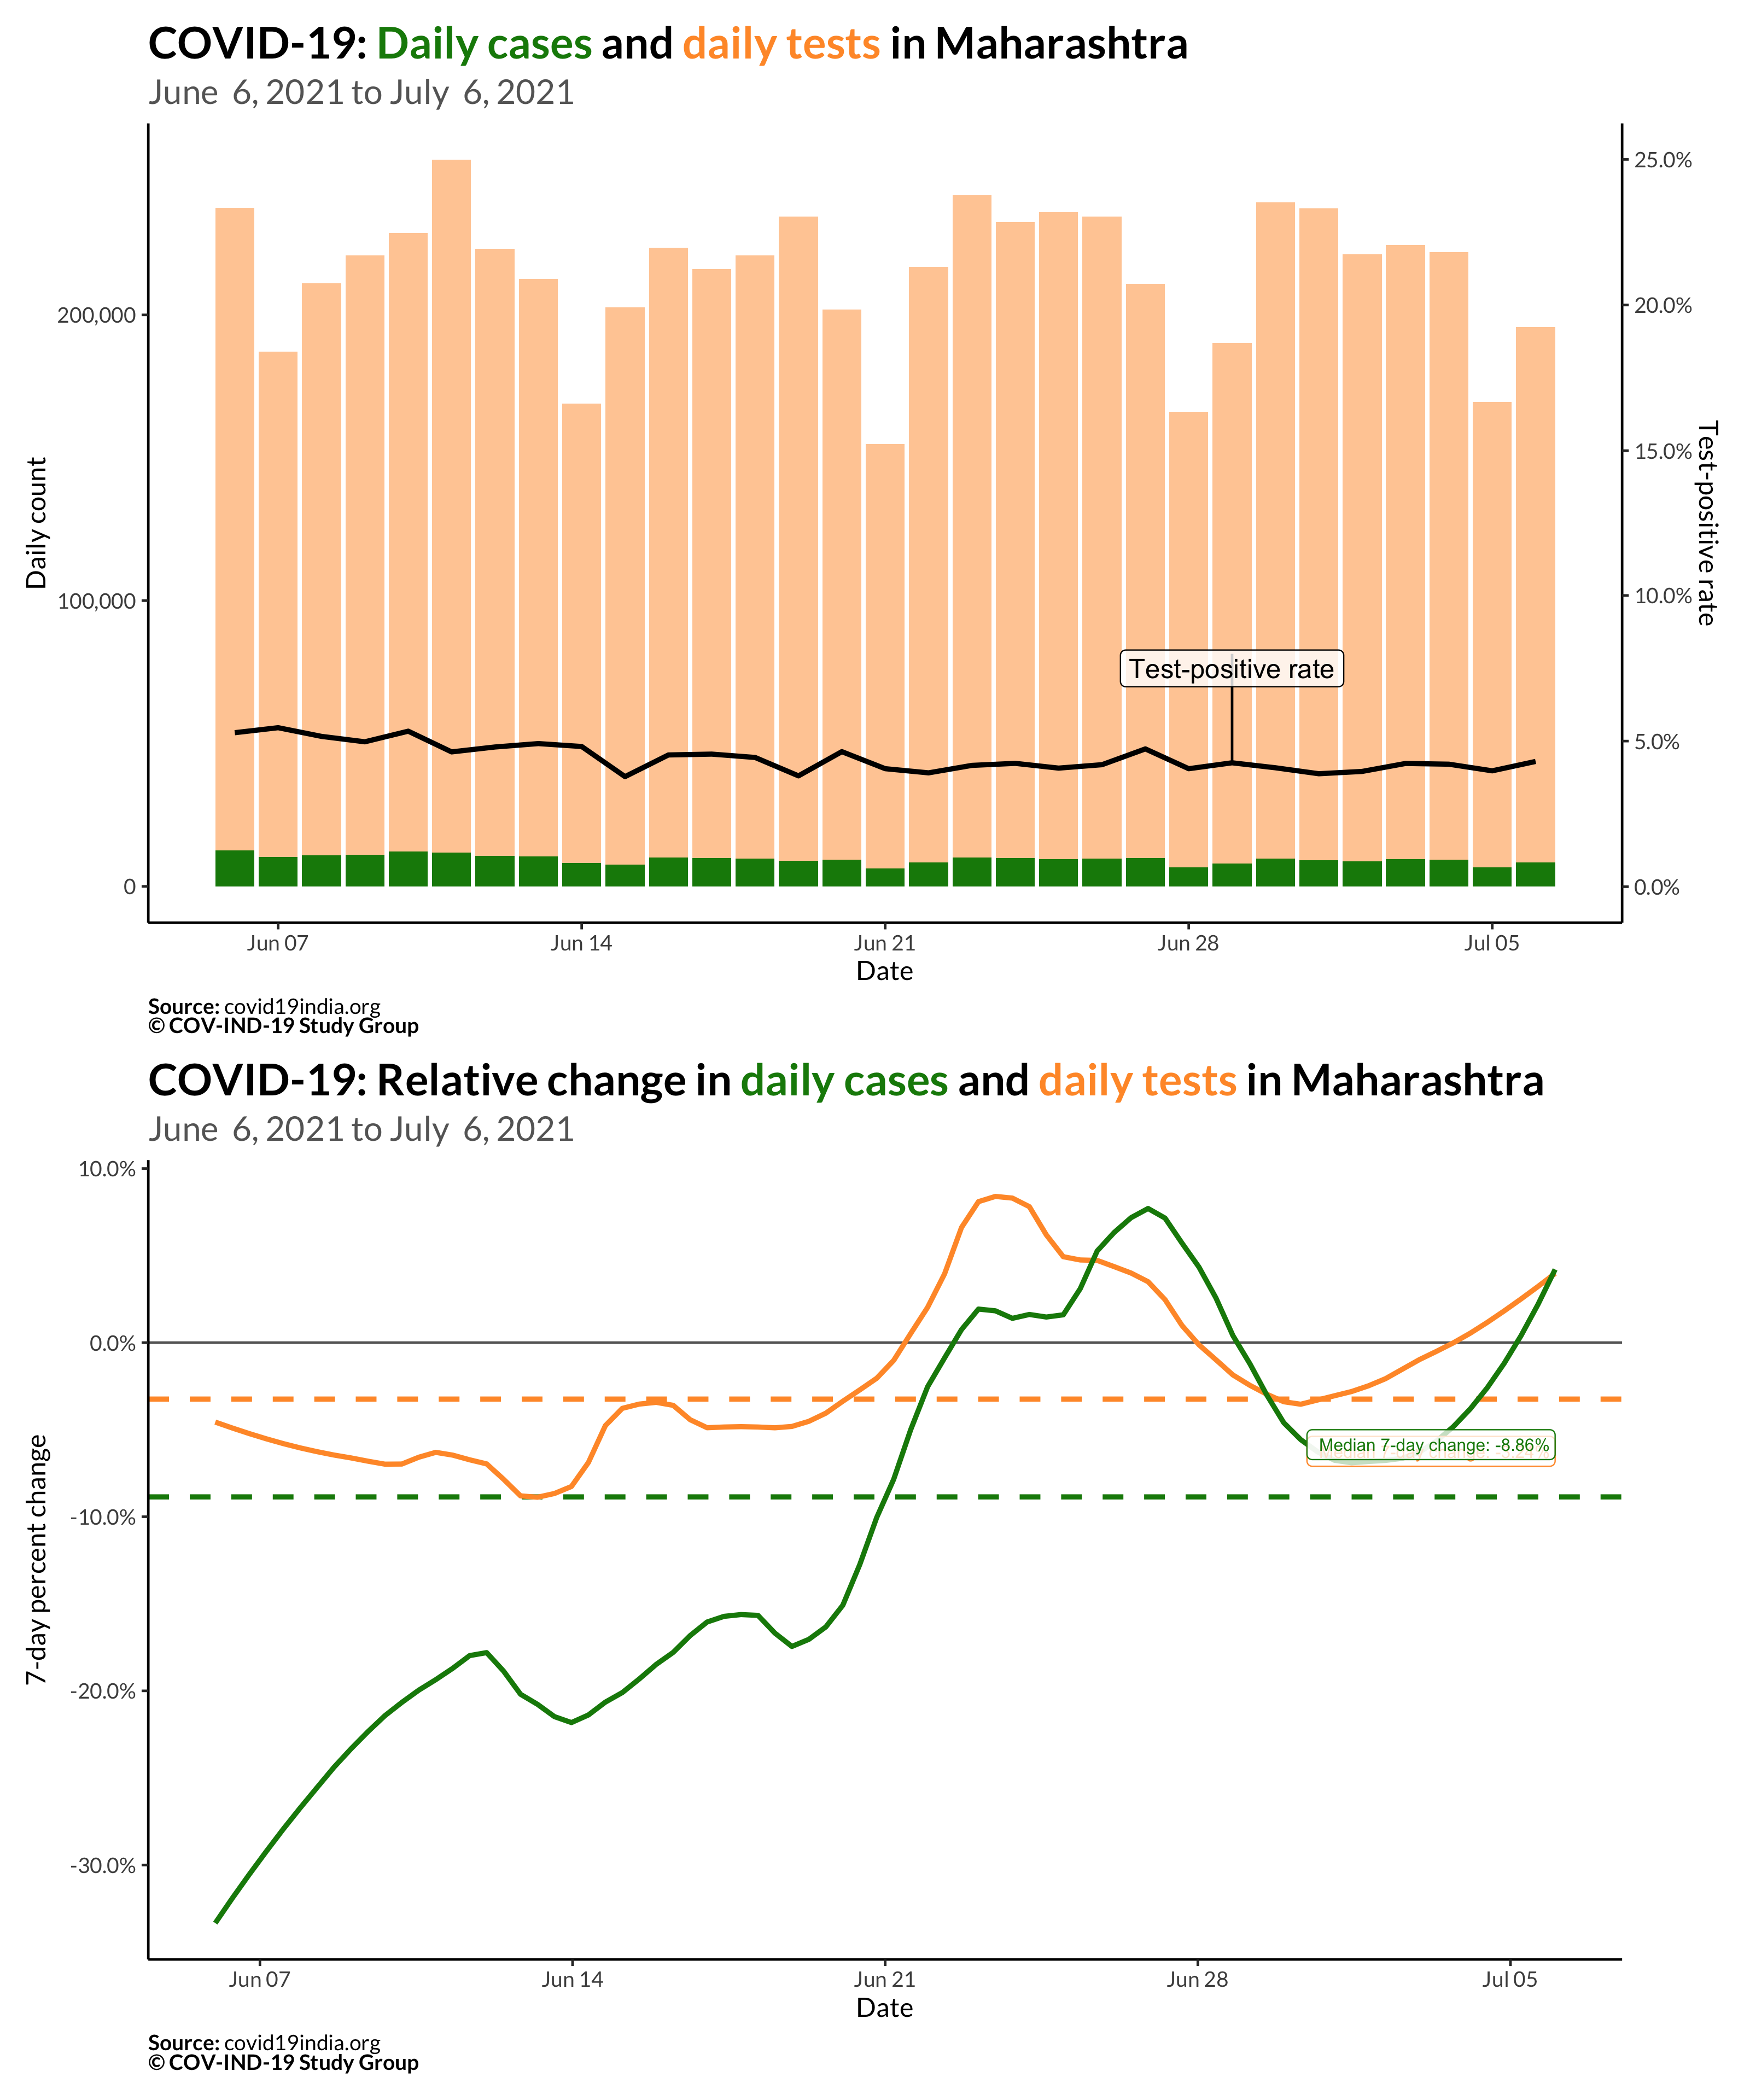 COVID-19: Daily cases and daily tests in Maharashtra
June 6, 2021 to July 6, 2021
Daily count
200,000
100,000
0
25.0%
20.0%
15.0%
10.0%
5.0%
0.0%
Test-positive rate
Test-positive rate
Jun 07 Jun 14 Jun 21 Jun 28 Jul 05
Date
Source: covid19india.org
© COV-IND-19 Study Group
COVID-19: Relative change in daily cases and daily tests in Maharashtra
June 6, 2021 to July 6, 2021
7-day percent change
10.0%
0.0%
-10.0%
-20.0%
-30.0%
Median 7-day change: -8.86%
Jun 07 Jun 14 Jun 21 Jun 28 Jul 05
Date
Source: covid19india.org
© COV-IND-19 Study Group